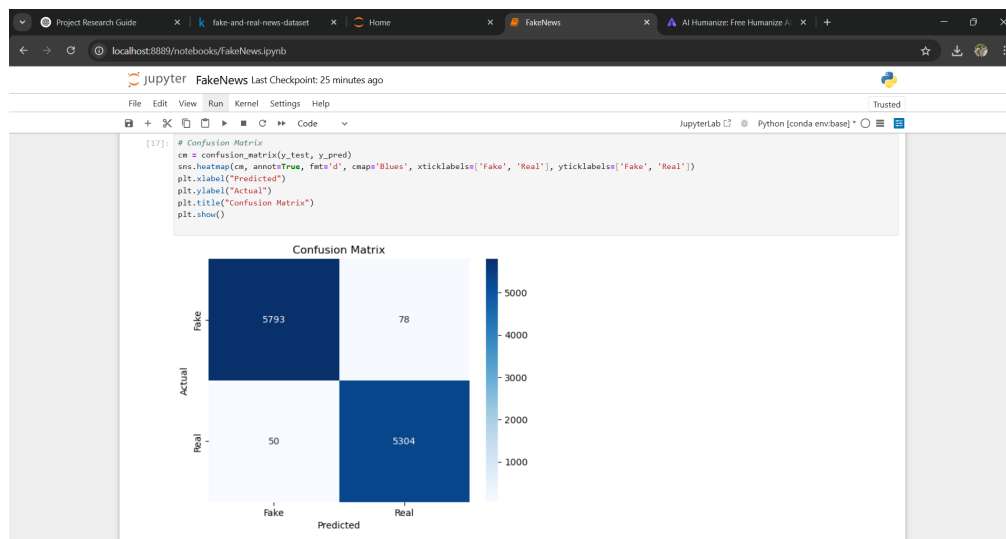 Project Research Guide
fake-and-real-news-dataset
Home
FakeNews
AI Humanize: Free Humanize AI
localhost:8889/notebooks/FakeNews.ipynb
jupyter FakeNews Last Checkpoint: 25 minutes ago
File Edit View Run Kernel Settings Help
Trusted
Code
JupyterLab
Python [conda env:base] *
[17]: # Confusion Matrix
cm = confusion_matrix(y_test, y_pred)
sns.heatmap(cm, annot=True, fmt='d', cmap='Blues', xticklabels=['Fake', 'Real'], yticklabels=['Fake', 'Real'])
plt.xlabel("Predicted")
plt.ylabel("Actual")
plt.title("Confusion Matrix")
plt.show()
Confusion Matrix
Fake
5793
78
Real
50
5304
Actual
Fake
Real
Predicted
5000
4000
3000
2000
1000